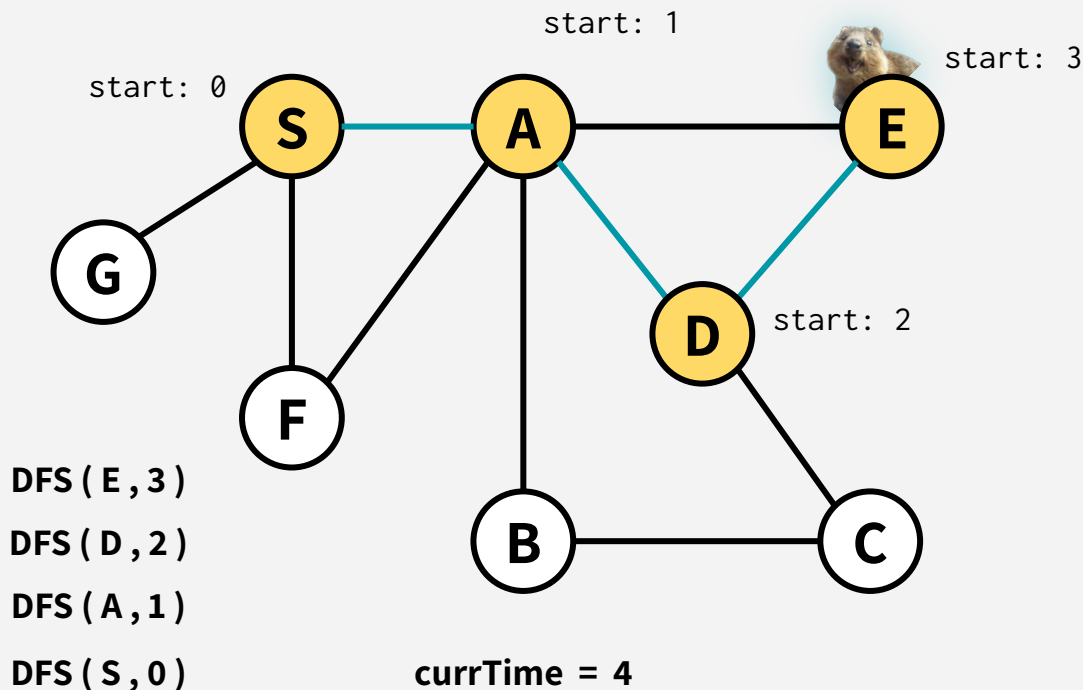 start: 1
start: 3
start: 0
S
A
E
G
start: 2
D
F
DFS(E,3)
DFS(D,2)
B
C
DFS(A,1)
DFS(S,0)
currTime = 4